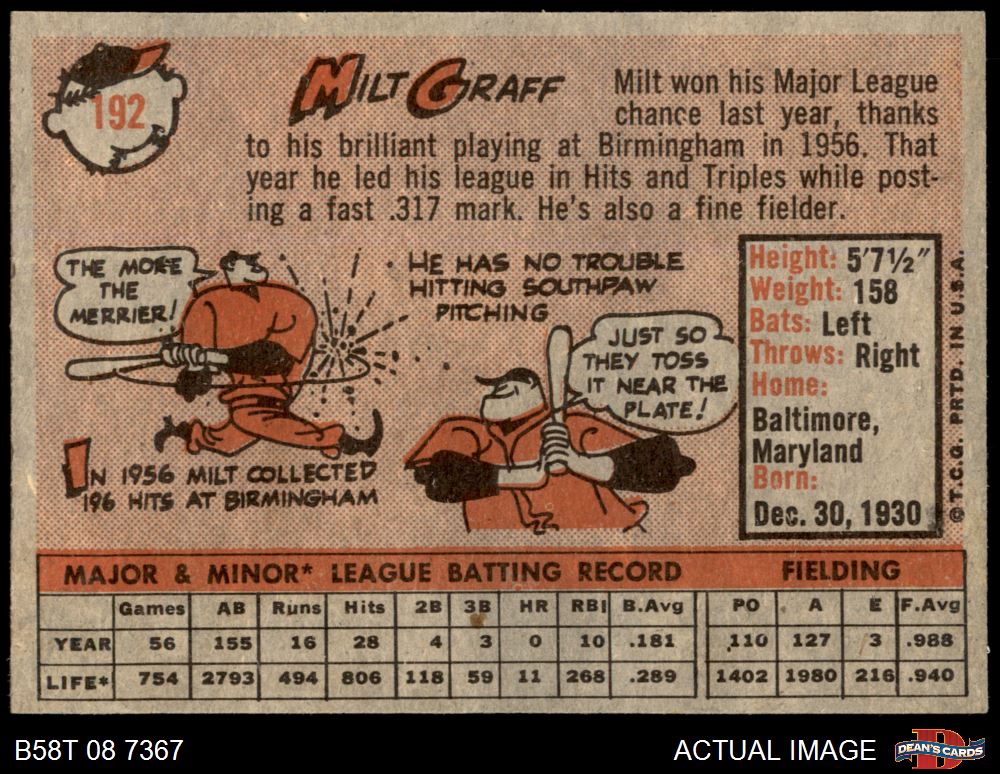 192
MILT GRAFF
Milt won his Major League
chance last year, thanks
to his brilliant playing at Birmingham in 1956. That
year he led his league in Hits and Triples while post-
ing a fast .317 mark. He's also a fine fielder.
THE MORE
THE
MERRIER!
HE HAS NO TROUBLE
HITTING SOUTHPAW
PITCHING
JUST SO
THEY TOSS
IT NEAR THE
PLATE!
IN 1956 MILT COLLECTED
196 HITS AT BIRMINGHAM
Height: 5'7½"
Weight: 158
Bats: Left
Throws: Right
Home:
Baltimore,
Maryland
Born:
Dec. 30, 1930
© T.C.G. PRTD. IN U.S.A.
MAJOR & MINOR* LEAGUE BATTING RECORD FIELDING
Games AB Runs Hits 2B 3B HR RBI B.Avg PO A E F.Avg
YEAR 56 155 16 28 4 3 0 10 .181 110 127 3 .988
LIFE* 754 2793 494 806 118 59 11 268 .289 1402 1980 216 .940
B58T 08 7367
ACTUAL IMAGE
DEAN'S CARDS